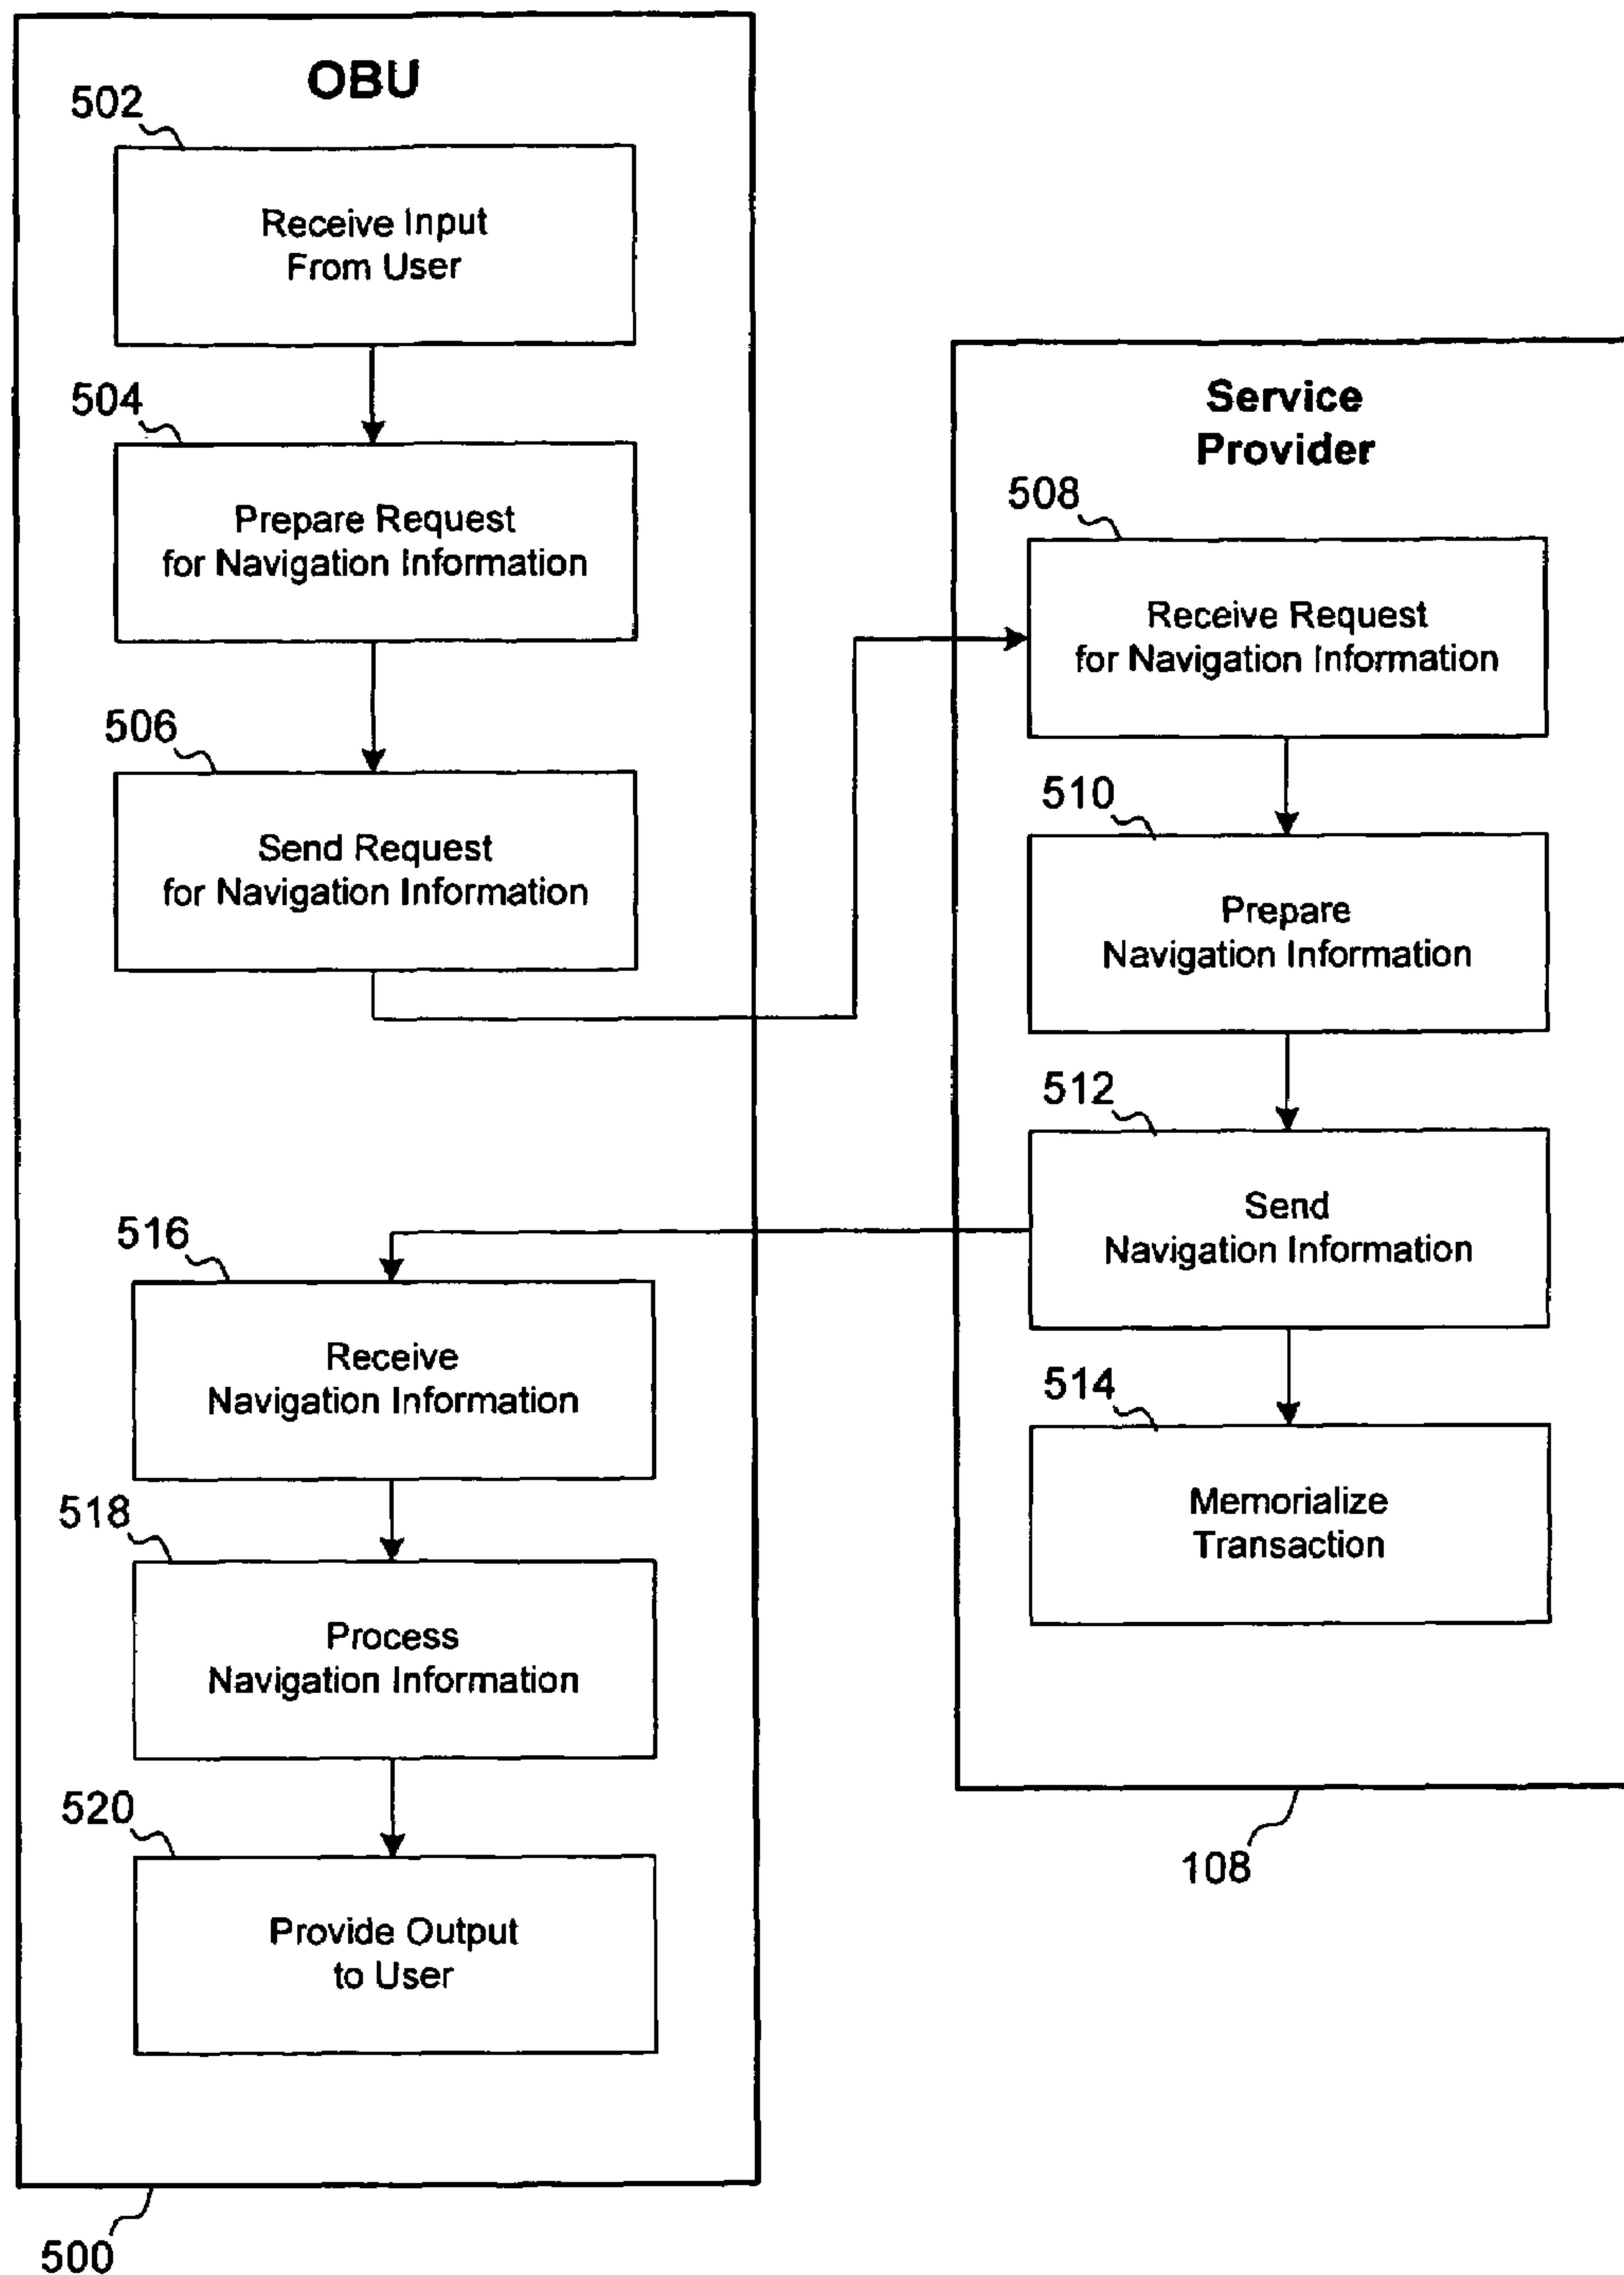 OBU
502
Receive Input
From User
504
Prepare Request
for Navigation Information
506
Send Request
for Navigation Information
Service
Provider
508
Receive Request
for Navigation Information
510
Prepare
Navigation Information
512
Send
Navigation Information
514
Memorialize
Transaction
108
516
Receive
Navigation Information
518
Process
Navigation Information
520
Provide Output
to User
500